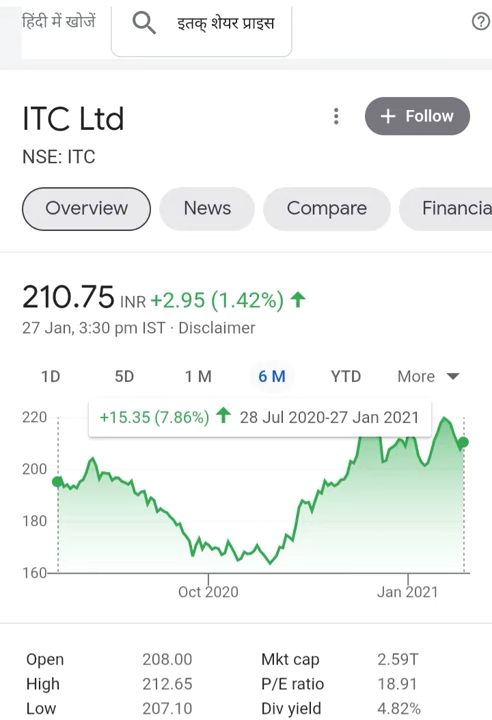 हिंदी में खोजें
इतक् शेयर प्राइस
ITC Ltd
+ Follow
NSE: ITC
Overview News Compare Financia
210.75 INR +2.95 (1.42%) ↑
27 Jan, 3:30 pm IST · Disclaimer
1D 5D 1 M 6 M YTD More
+15.35 (7.86%) ↑ 28 Jul 2020-27 Jan 2021
220
200
180
160
Oct 2020 Jan 2021
Open 208.00 Mkt cap 2.59T
High 212.65 P/E ratio 18.91
Low 207.10 Div yield 4.82%